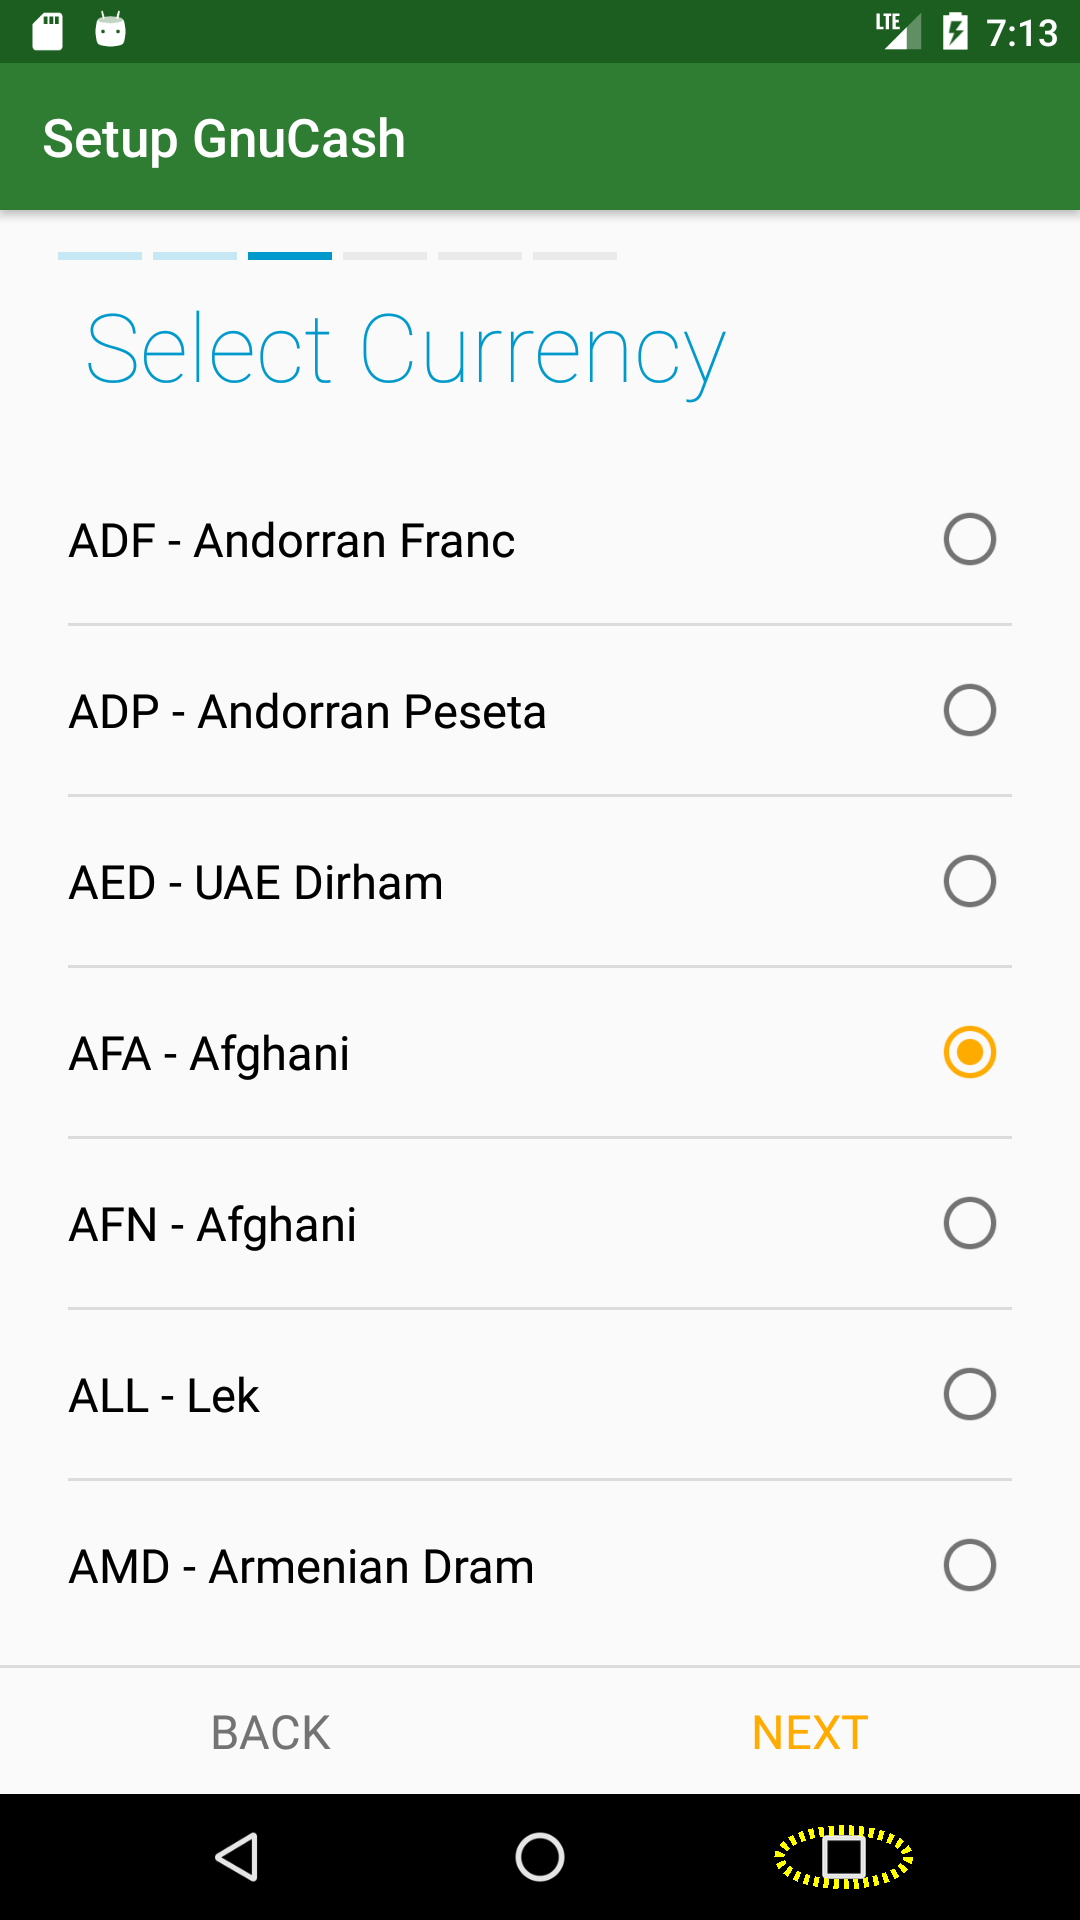 LTE 7:13
Setup GnuCash
Select Currency
ADF - Andorran Franc
ADP - Andorran Peseta
AED - UAE Dirham
AFA - Afghani
AFN - Afghani
ALL - Lek
AMD - Armenian Dram
BACK NEXT